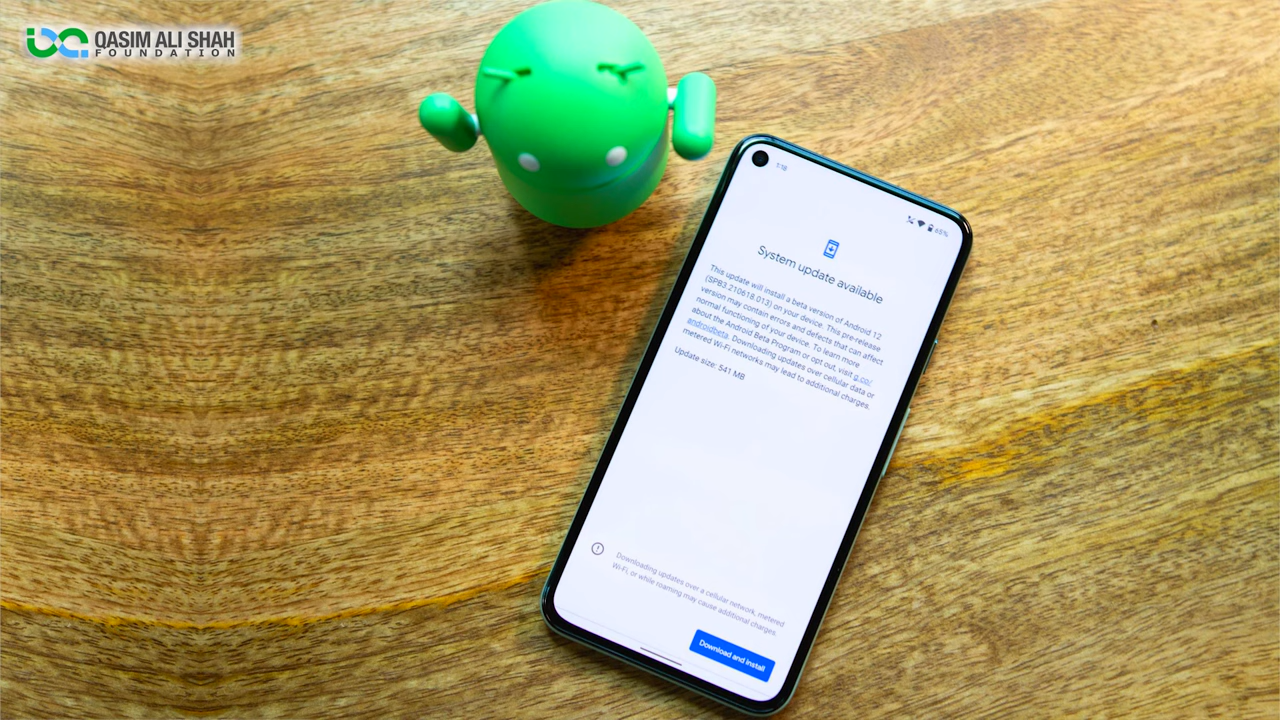 QASIM ALI SHAH
FOUNDATION
1:18
65%
System update available
This update will install a beta version of Android 12
(SPB3.210618.013) on your device. This pre-release
version may contain errors and defects that can affect
normal functioning of your device. To learn more
about the Android Beta Program or opt out, visit g.co/
androidbeta. Downloading updates over cellular data or
metered Wi-Fi networks may lead to additional charges.
Update size: 541 MB
Downloading updates over a cellular network, metered
Wi-Fi, or while roaming may cause additional charges.
Download and install